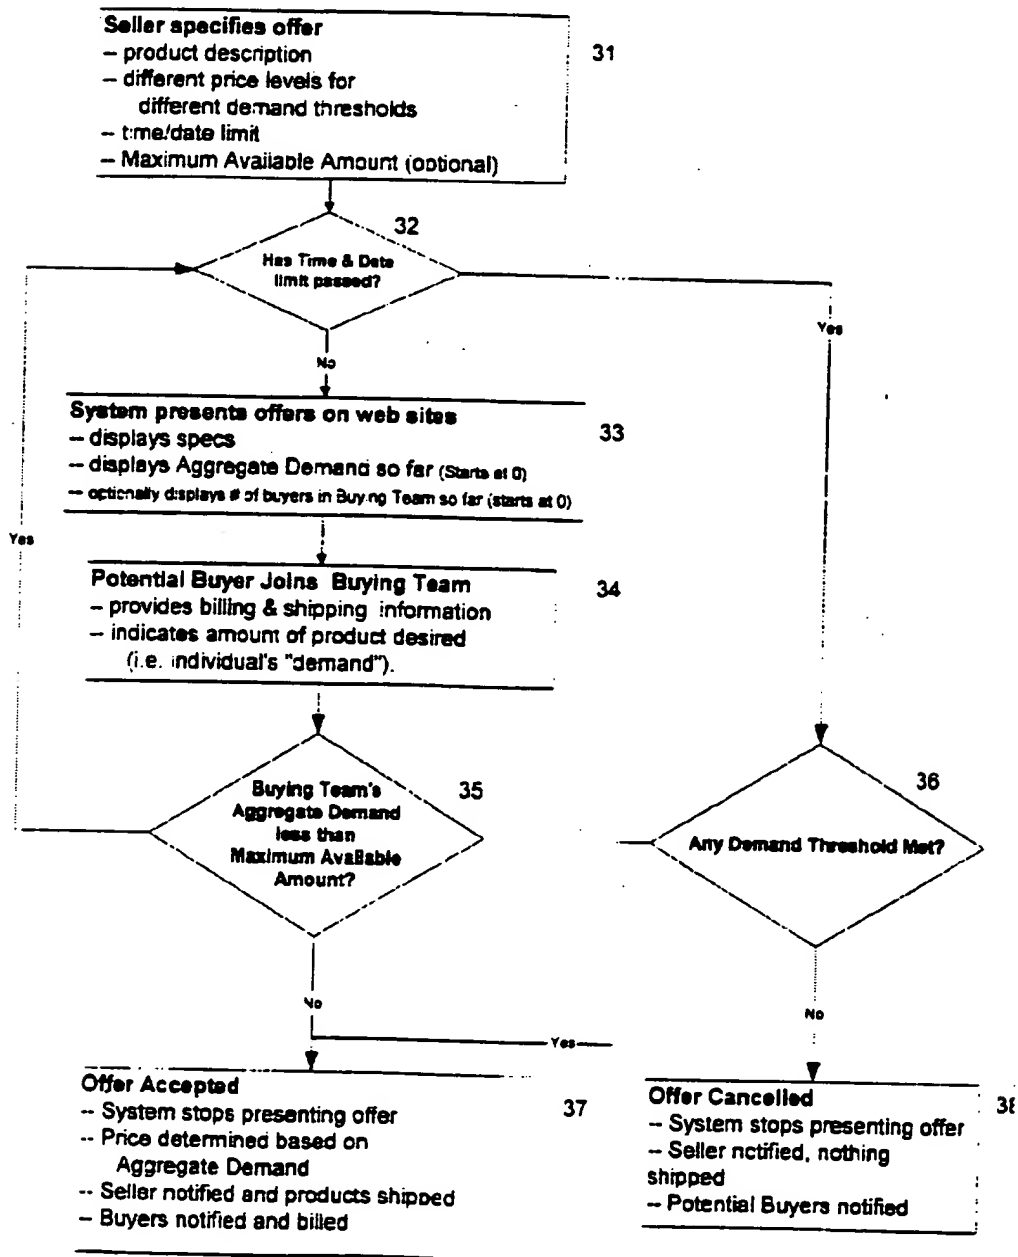 Seller specifies offer
– product description
– different price levels for
different demand thresholds
– time/date limit
– Maximum Available Amount (optional)
31
32
Has Time & Date
limit passed?
Yes
No
System presents offers on web sites
– displays specs
– displays Aggregate Demand so far (Starts at 0)
– optionally displays # of buyers in Buying Team so far (starts at 0)
33
Yes
Potential Buyer Joins Buying Team
– provides billing & shipping information
– indicates amount of product desired
(i.e. individual's "demand").
34
Buying Team's
Aggregate Demand
less than
Maximum Available
Amount?
35
36
Any Demand Threshold Met?
No
No
Yes
Offer Accepted
-- System stops presenting offer
-- Price determined based on
Aggregate Demand
-- Seller notified and products shipped
– Buyers notified and billed
37
Offer Cancelled
– System stops presenting offer
– Seller notified, nothing
shipped
– Potential Buyers notified
38